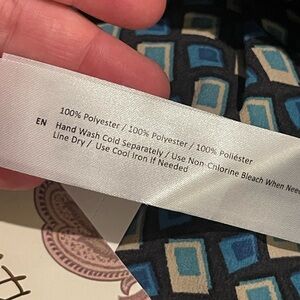 100% Polyester / 100% Polyester / 100% Poliéster
EN Hand Wash Cold Separately / Use Non-Chlorine Bleach When Nee
Line Dry / Use Cool Iron If Needed